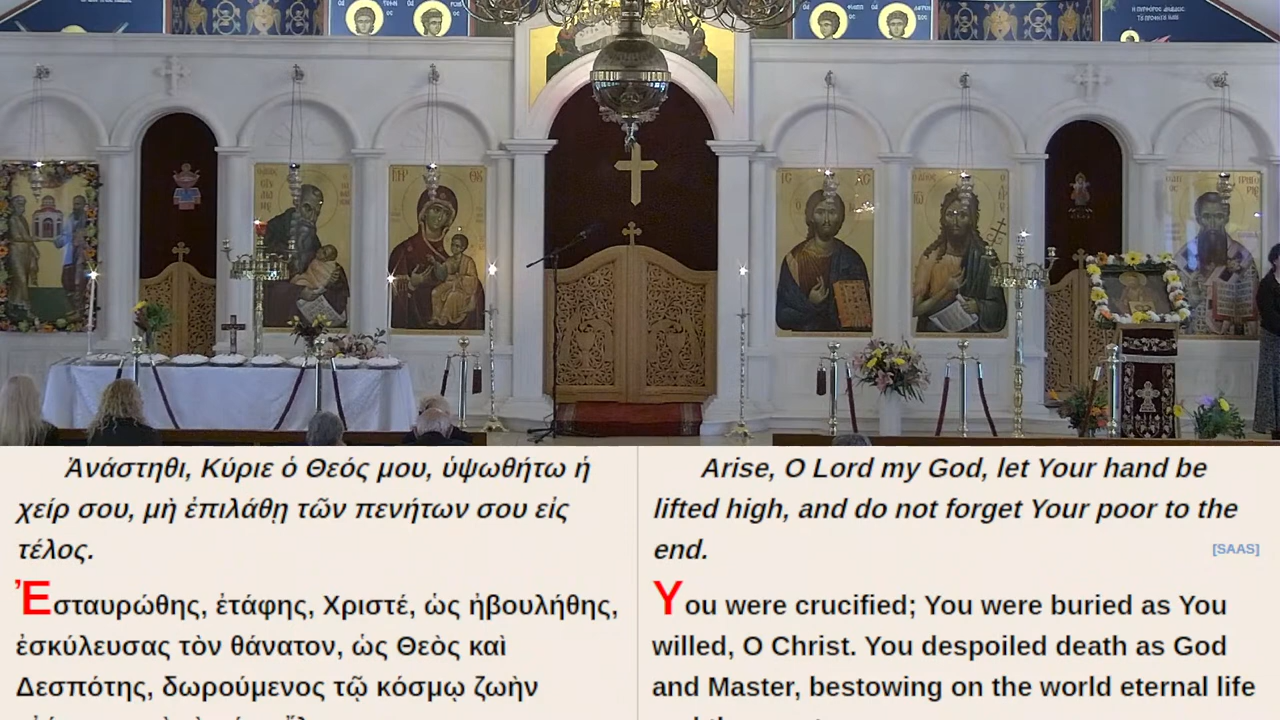 Ἀνάστηθι, Κύριε ὁ Θεός μου, ὑψωθήτω ἡ
χείρ σου, μὴ ἐπιλάθῃ τῶν πενήτων σου εἰς
τέλος.
Ἐσταυρώθης, ἐτάφης, Χριστέ, ὡς ἠβουλήθης,
ἐσκύλευσας τὸν θάνατον, ὡς Θεὸς καὶ
Δεσπότης, δωρούμενος τῷ κόσμῳ ζωὴν
Arise, O Lord my God, let Your hand be
lifted high, and do not forget Your poor to the
end.
[SAAS]
You were crucified; You were buried as You
willed, O Christ. You despoiled death as God
and Master, bestowing on the world eternal life